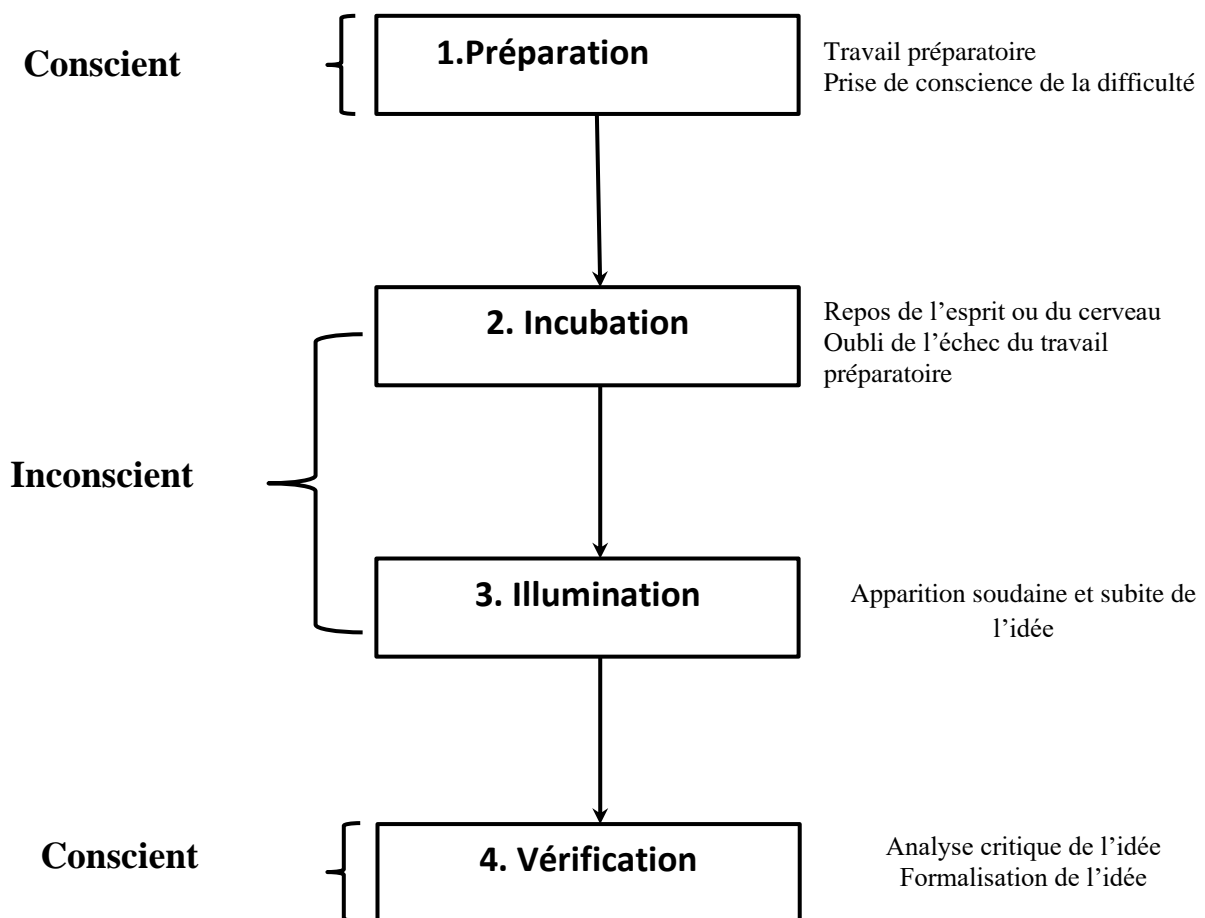 Conscient
1.Préparation
Travail préparatoire
Prise de conscience de la difficulté
2. Incubation
Repos de l’esprit ou du cerveau
Oubli de l’échec du travail
préparatoire
Inconscient
3. Illumination
Apparition soudaine et subite de
l’idée
Conscient
4. Vérification
Analyse critique de l’idée
Formalisation de l’idée